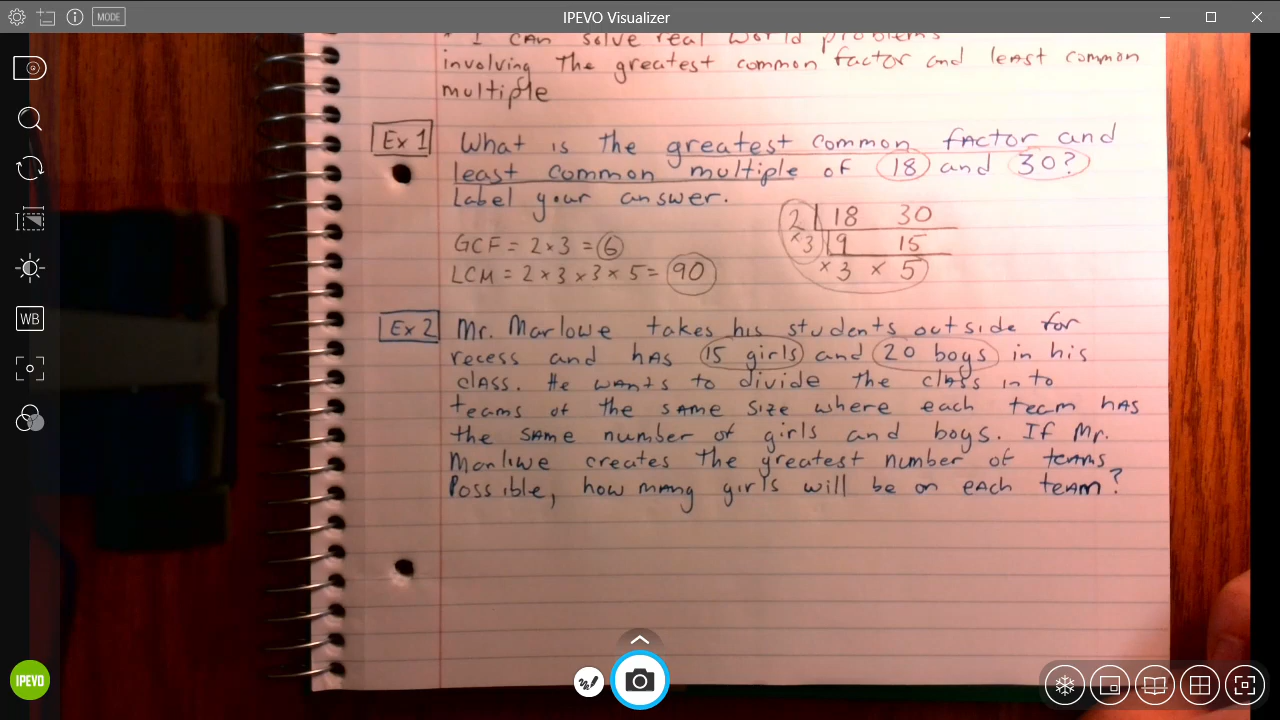 IPEVO Visualizer
MODE
* I can solve real world problems
involving the greatest common factor and least common
multiple
Ex 1 What is the greatest common factor and
least common multiple of 18 and 30?
Label your answer.
2 18 30
GCF = 2 × 3 = 6
×3 9 15
LCM = 2 × 3 × 3 × 5 = 90
× 3 × 5
Ex 2 Mr. Marlowe takes his students outside for
recess and has 15 girls and 20 boys in his
class. He wants to divide the class into
teams of the same size where each team has
the same number of girls and boys. If Mr.
Marliwe creates the greatest number of teams
Possible, how many girls will be on each team?
WB
IPEVO